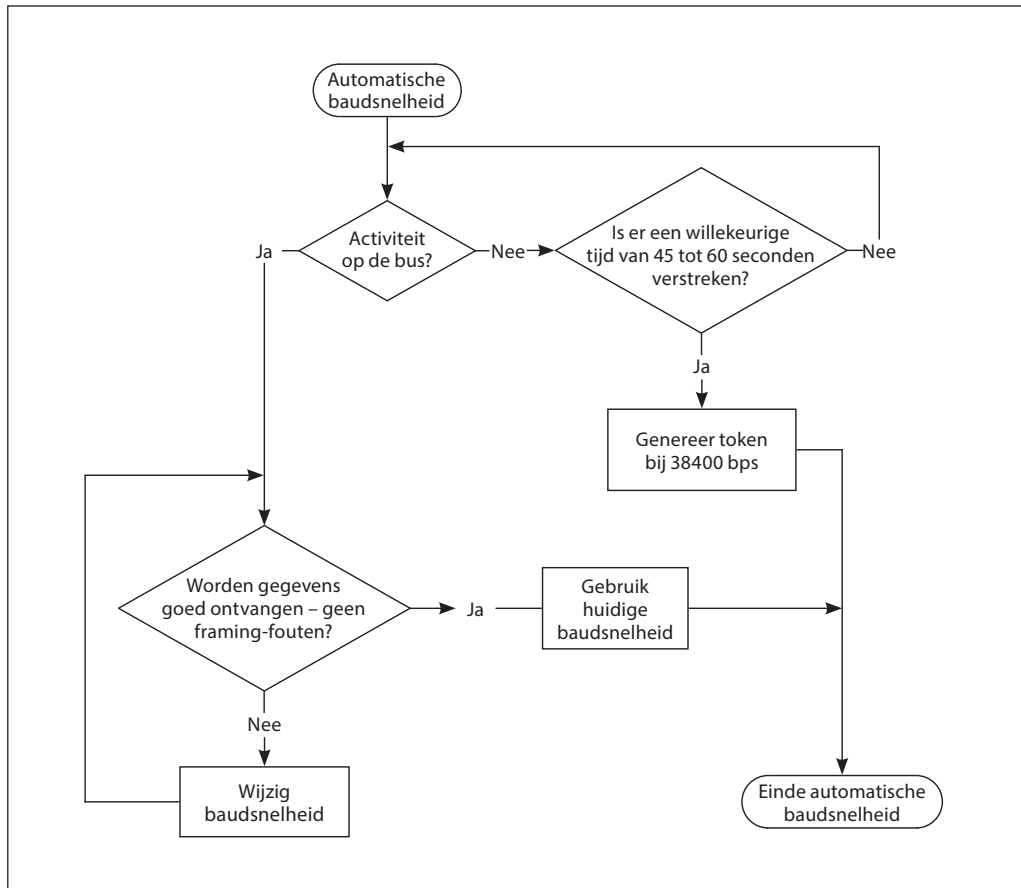 Automatische
baudsnelheid
Activiteit
op de bus?
Ja
Nee
Is er een willekeurige
tijd van 45 tot 60 seconden
verstreken?
Nee
Ja
Genereer token
bij 38400 bps
Worden gegevens
goed ontvangen – geen
framing-fouten?
Ja
Gebruik
huidige
baudsnelheid
Nee
Wijzig
baudsnelheid
Einde automatische
baudsnelheid